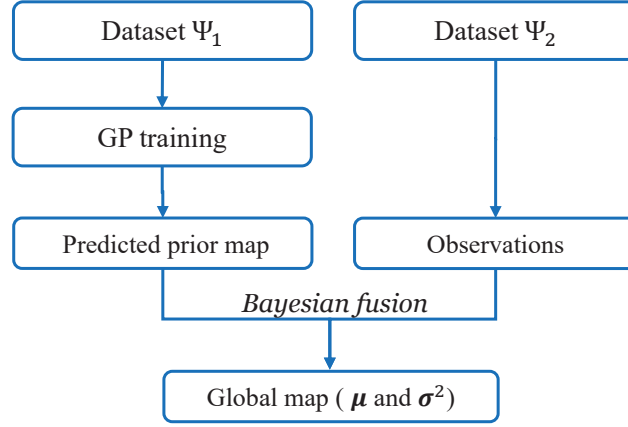 Dataset Ψ₁
Dataset Ψ₂
GP training
Predicted prior map
Observations
Bayesian fusion
Global map ( μ and σ²)